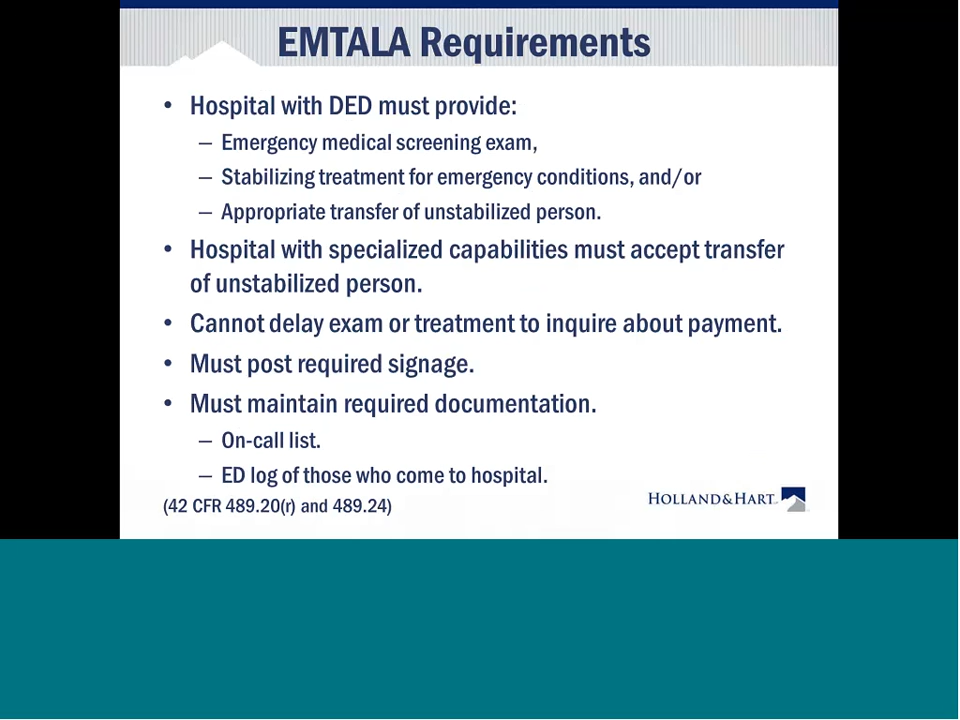 EMTALA Requirements
• Hospital with DED must provide:
– Emergency medical screening exam,
– Stabilizing treatment for emergency conditions, and/or
– Appropriate transfer of unstabilized person.
• Hospital with specialized capabilities must accept transfer
of unstabilized person.
• Cannot delay exam or treatment to inquire about payment.
• Must post required signage.
• Must maintain required documentation.
– On-call list.
– ED log of those who come to hospital.
(42 CFR 489.20(r) and 489.24)
HOLLAND&HART